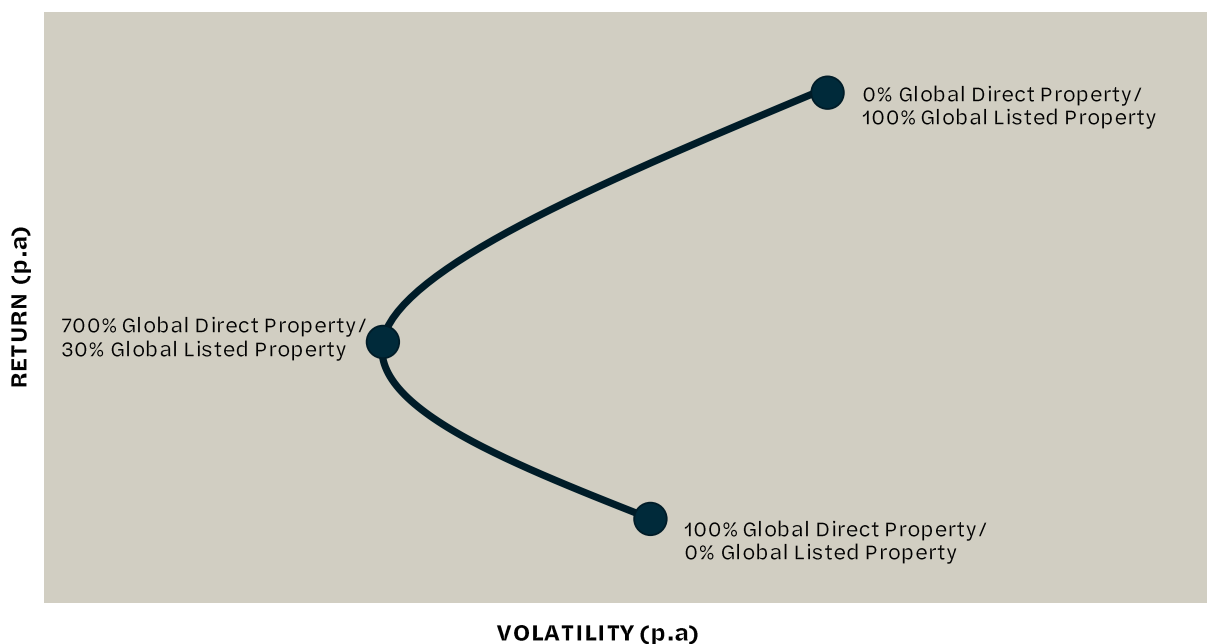 0% Global Direct Property/
100% Global Listed Property
RETURN (p.a)
700% Global Direct Property/
30% Global Listed Property
100% Global Direct Property/
0% Global Listed Property
VOLATILITY (p.a)